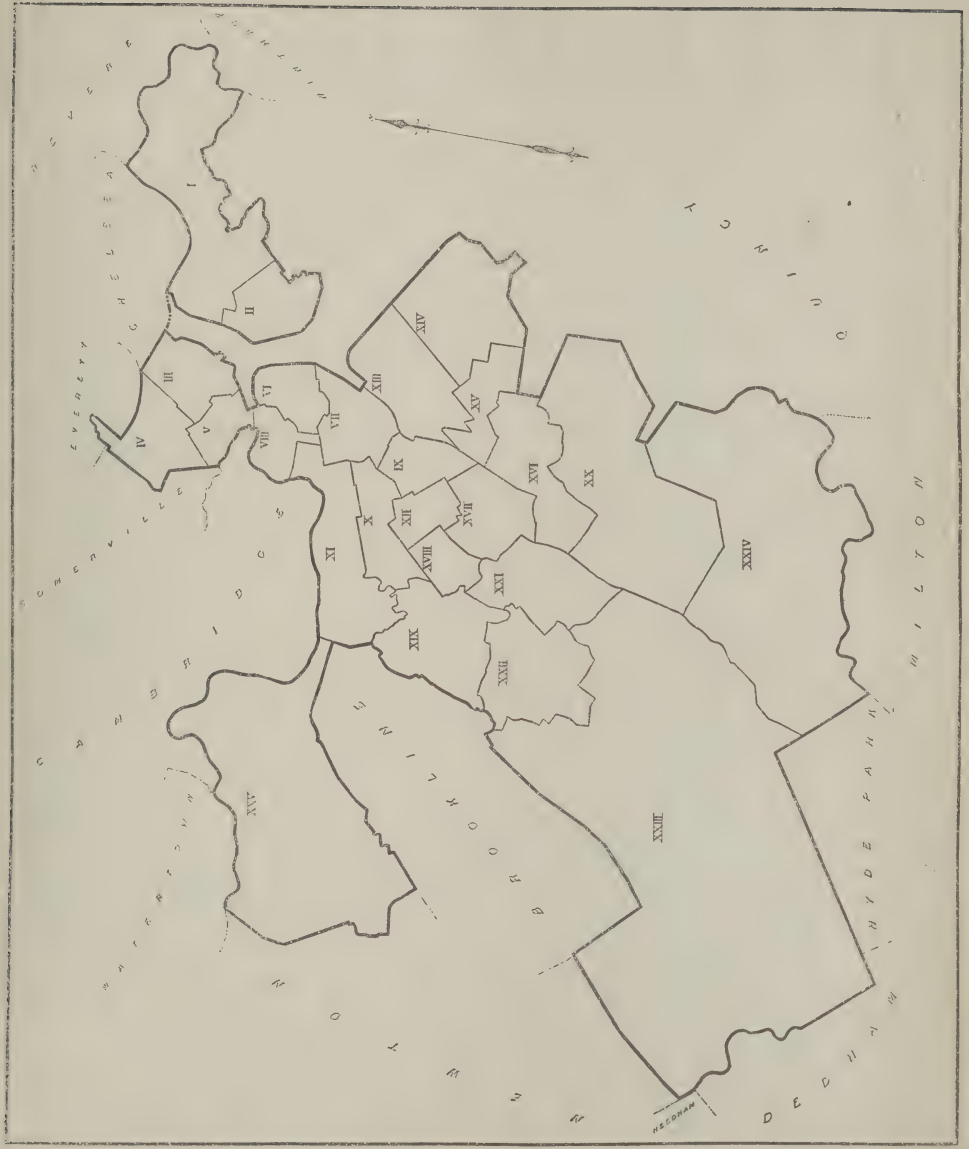 REVERE
WINTHROP
CHELSEA
EVERETT
I
II
III
IV
V
VI
VII
VIII
SOMERVILLE
QUINCY
XIV
XIII
XV
IX
X
XI
XII
XVI
XVII
XVIII
XX
XXI
XIX
XXII
CAMBRIDGE
WATERTOWN
XXV
BROOKLINE
XXIV
MILTON
XXIII
HYDE PARK
NEWTON
NEEDHAM
DEDHAM